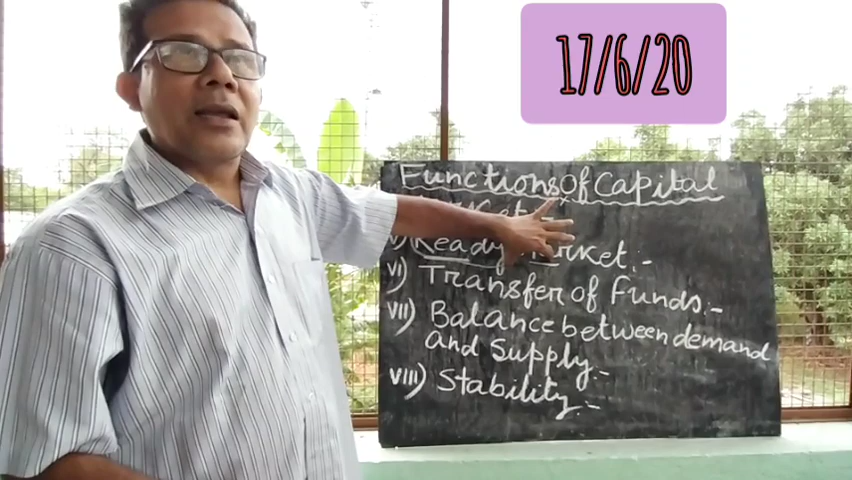 17/6/20
Functions Of Capital
Ready Market:-
VI) Transfer of Funds:-
VII) Balance between demand
and Supply:-
VIII) Stability:-